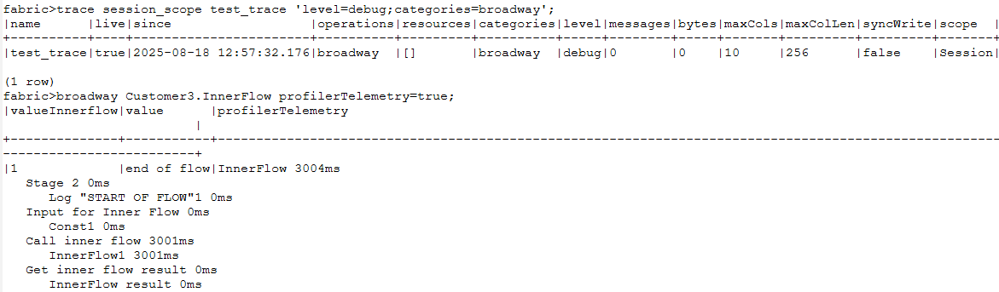 fabric>trace session_scope test_trace 'level=debug;categories=broadway';
|name      |live|since                  |operations|resources|categories|level|messages|bytes|maxCols|maxColLen|syncWrite|scope  |
+----------+----+-----------------------+----------+---------+----------+-----+--------+-----+-------+---------+---------+-------+
|test_trace|true|2025-08-18 12:57:32.176|broadway  |[]       |broadway  |debug|0       |0    |10     |256      |false    |Session|
(1 row)
fabric>broadway Customer3.InnerFlow profilerTelemetry=true;
|valueInnerflow|value      |profilerTelemetry
|
+--------------+-----------+------------------------------------------------------------------------------------------------------
-------------------------+
|1             |end of flow|InnerFlow 3004ms
Stage 2 0ms
Log "START OF FLOW"1 0ms
Input for Inner Flow 0ms
Const1 0ms
Call inner flow 3001ms
InnerFlow1 3001ms
Get inner flow result 0ms
InnerFlow result 0ms